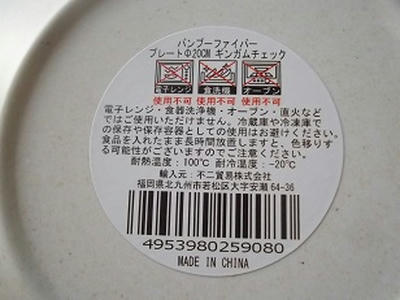 バンブーファイバー
プレートΦ20CM ギンガムチェック
電子レンジ 食洗機 オーブン
使用不可 使用不可 使用不可
電子レンジ・食器洗浄機・オーブン・直火など
ではご使用いただけません。冷蔵庫や冷凍庫で
の保存や保存容器としての使用はお避けください。
食品を入れたまま長時間放置しますと、色移りする
可能性がございますのでご注意ください。
耐熱温度:100℃ 耐冷温度:-20℃
輸入元:不二貿易株式会社
福岡県北九州市若松区大字安瀬 64-36
4953980259080
MADE IN CHINA